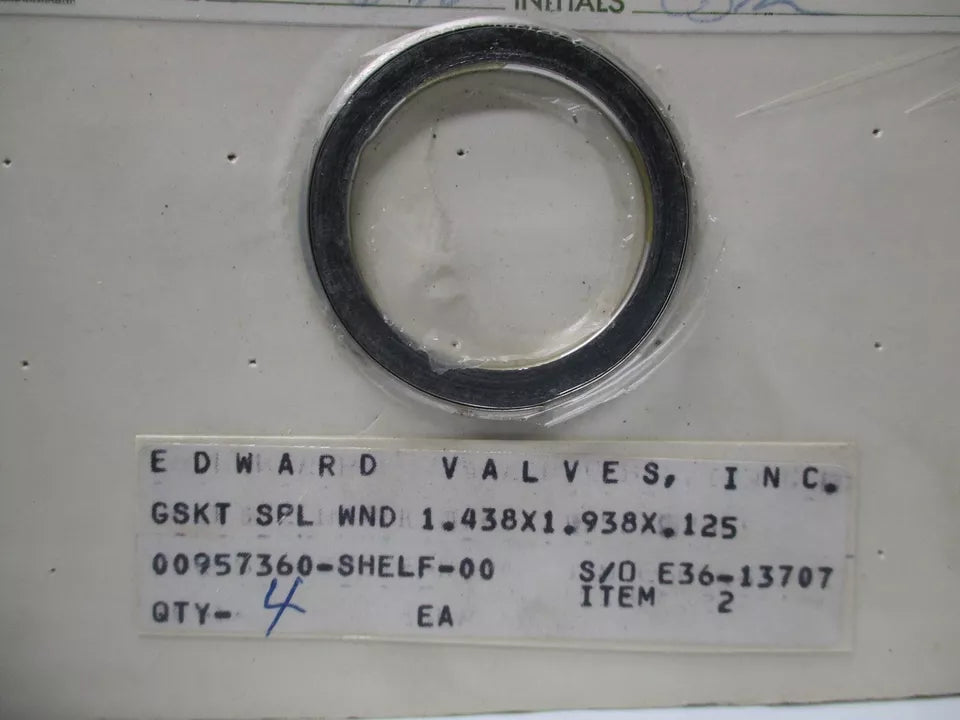 INITIALS
EDWARD VALVES, INC.
GSKT SPL WND 1.438X1.938X.125
00957360-SHELF-00 S/O E36-13707
ITEM 2
QTY- 4 EA